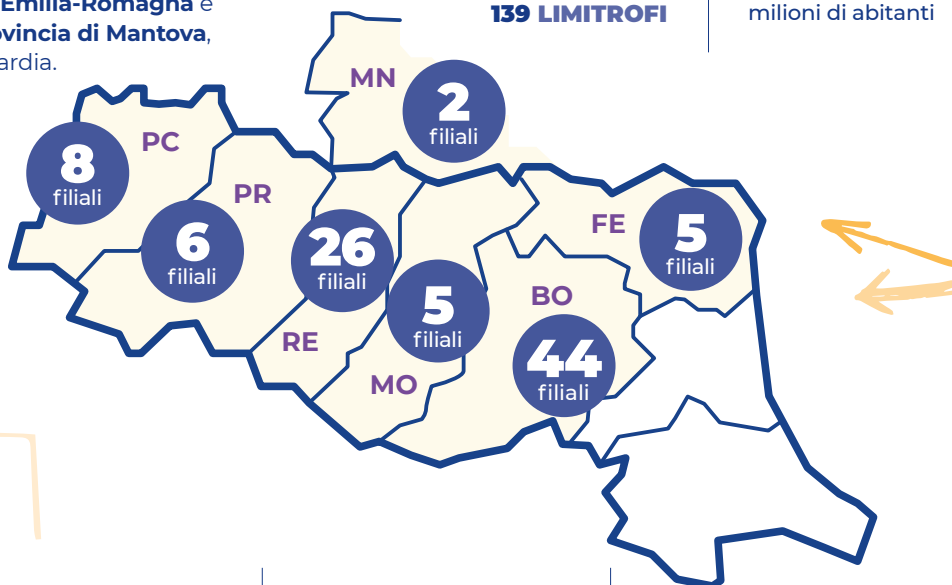 Emilia-Romagna e
ovincia di Mantova,
ardia.
139 LIMITROFI
milioni di abitanti
MN
2
filiali
PC
8
filiali
PR
6
filiali
26
filiali
RE
5
filiali
MO
BO
44
filiali
FE
5
filiali